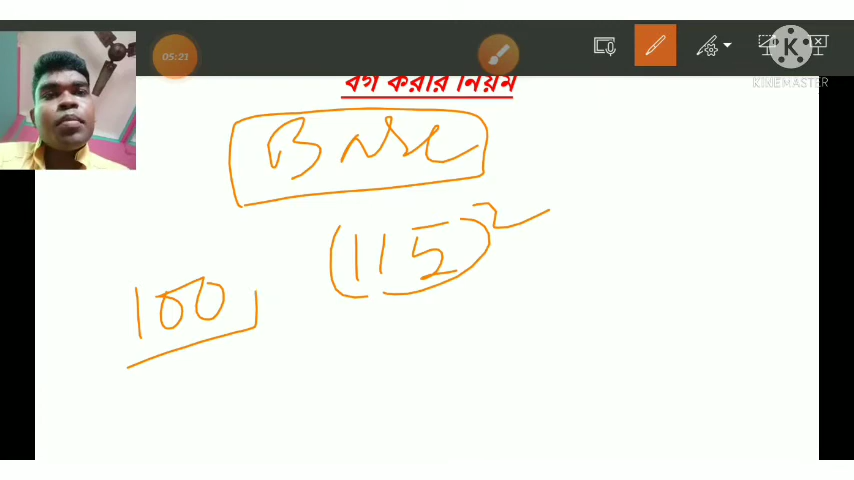 05:21
K
KINEMASTER
বর্গ করার নিয়ম
Base
(115)²
100